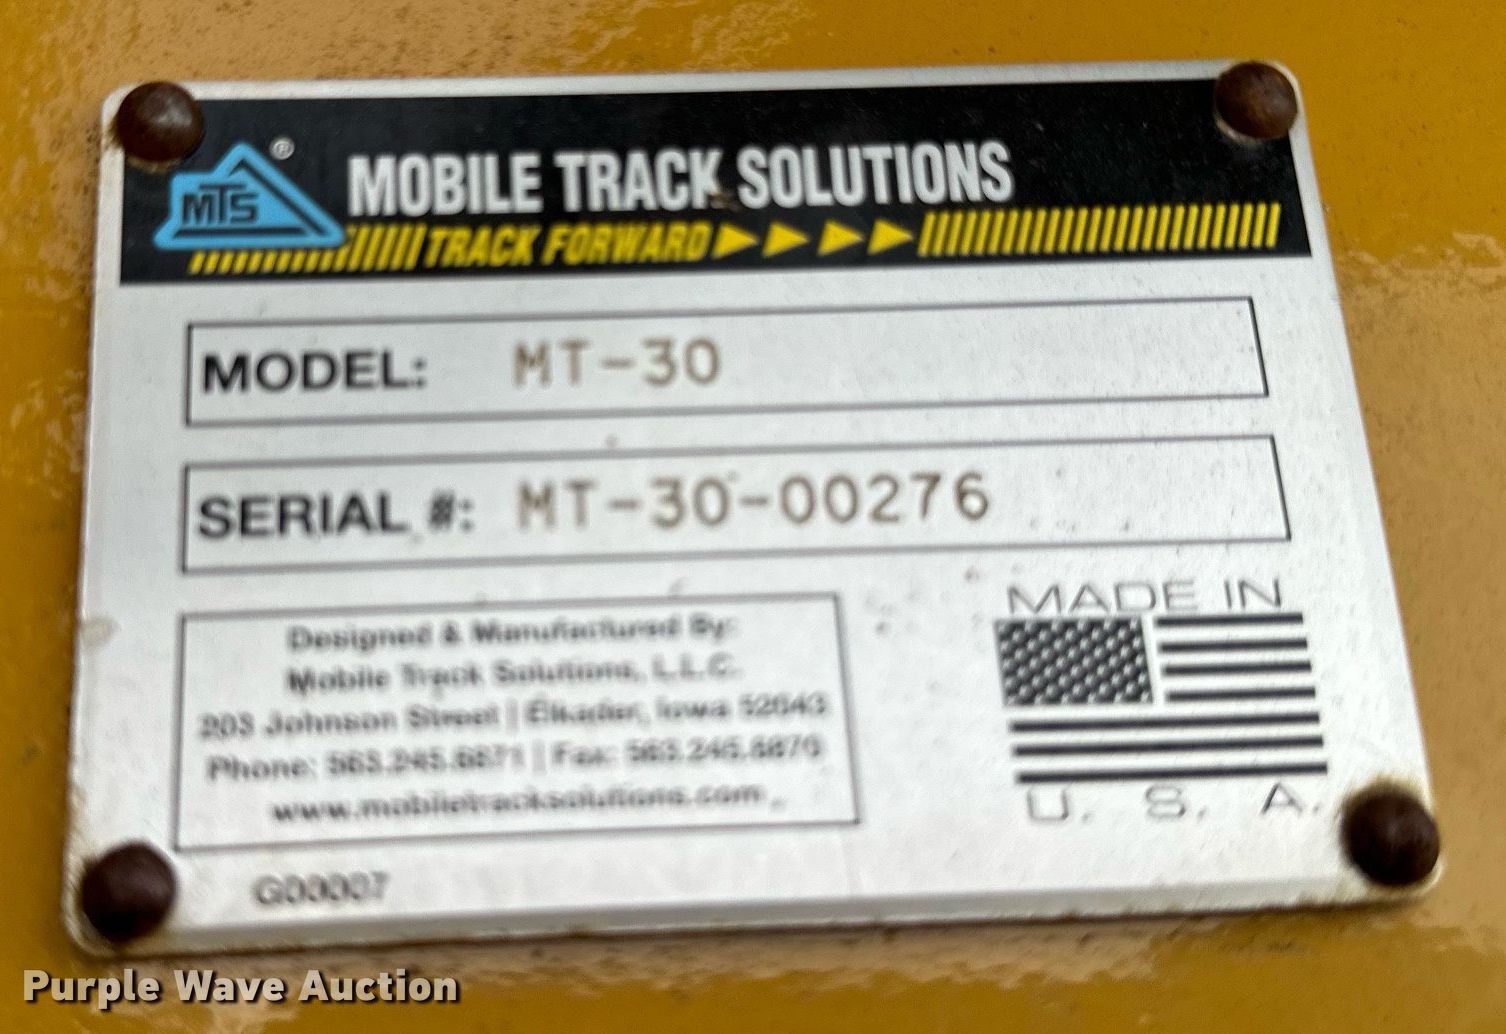 MTS ®
MOBILE TRACK SOLUTIONS
TRACK FORWARD
MODEL: MT-30
SERIAL #: MT-30-00276
Designed & Manufactured By:
Mobile Track Solutions, L.L.C.
203 Johnson Street | Elkader, Iowa 52043
Phone: 563.245.6871 | Fax: 563.245.6870
www.mobiletracksolutions.com
G00007
MADE IN
U. S. A.
Purple Wave Auction